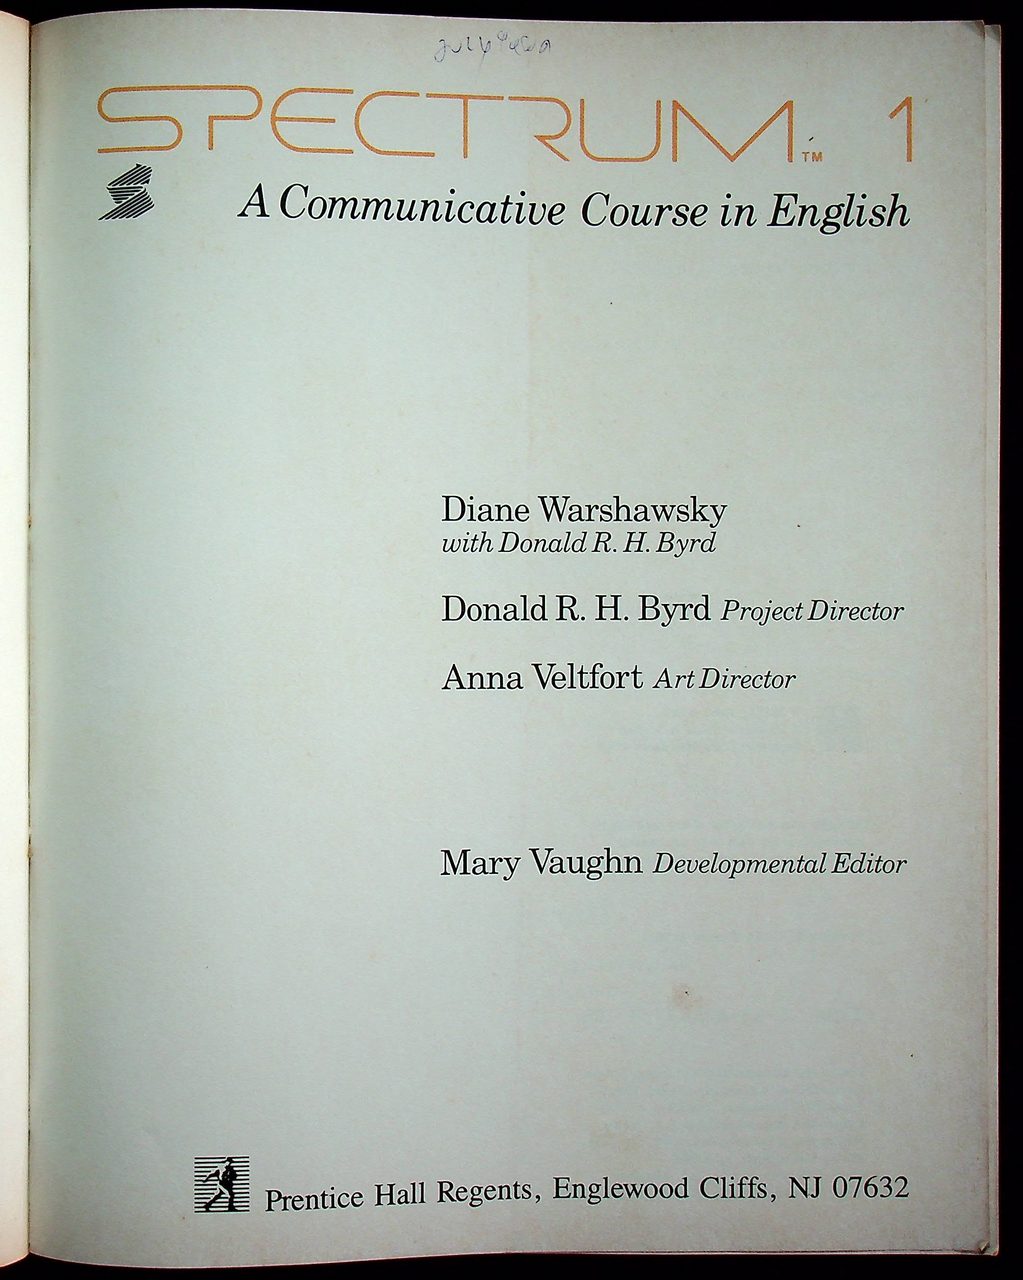 SPECTRUM™ 1
A Communicative Course in English
Diane Warshawsky
with Donald R. H. Byrd
Donald R. H. Byrd Project Director
Anna Veltfort Art Director
Mary Vaughn Developmental Editor
Prentice Hall Regents, Englewood Cliffs, NJ 07632